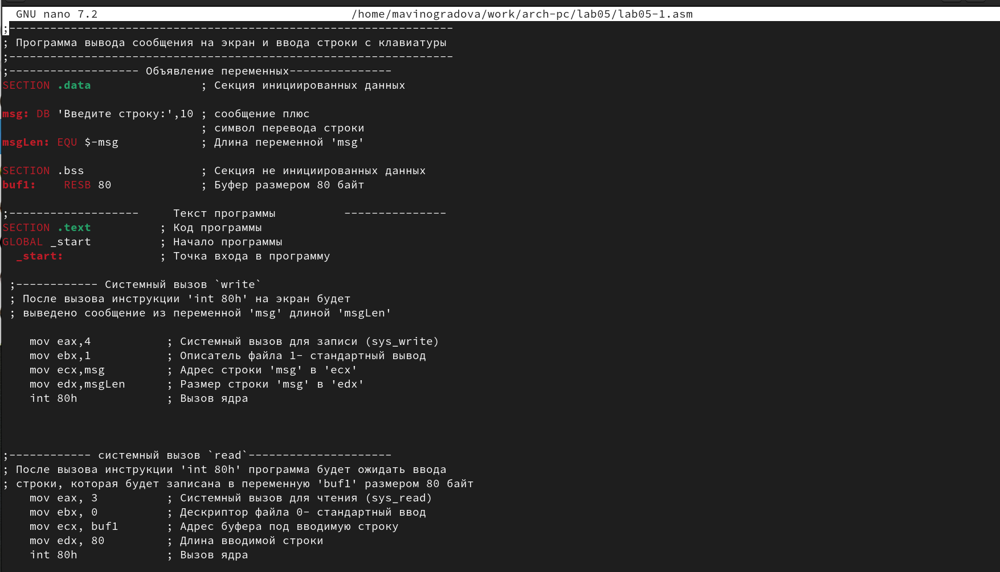 GNU nano 7.2 /home/mavinogradova/work/arch-pc/lab05/lab05-1.asm
;-----------------------------------------------------------------
; Программа вывода сообщения на экран и ввода строки с клавиатуры
;-----------------------------------------------------------------
;------------------- Объявление переменных---------------
SECTION .data                ; Секция инициированных данных
msg: DB 'Введите строку:',10 ; сообщение плюс
                             ; символ перевода строки
msgLen: EQU $-msg            ; Длина переменной 'msg'
SECTION .bss                 ; Секция не инициированных данных
buf1:    RESB 80             ; Буфер размером 80 байт
;-------------------     Текст программы          ---------------
SECTION .text          ; Код программы
GLOBAL _start          ; Начало программы
  _start:              ; Точка входа в программу
 ;------------ Системный вызов `write`
 ; После вызова инструкции 'int 80h' на экран будет
 ; выведено сообщение из переменной 'msg' длиной 'msgLen'
    mov eax,4           ; Системный вызов для записи (sys_write)
    mov ebx,1           ; Описатель файла 1- стандартный вывод
    mov ecx,msg         ; Адрес строки 'msg' в 'ecx'
    mov edx,msgLen      ; Размер строки 'msg' в 'edx'
    int 80h             ; Вызов ядра
;------------ системный вызов `read`---------------------
; После вызова инструкции 'int 80h' программа будет ожидать ввода
; строки, которая будет записана в переменную 'buf1' размером 80 байт
    mov eax, 3          ; Системный вызов для чтения (sys_read)
    mov ebx, 0          ; Дескриптор файла 0- стандартный ввод
    mov ecx, buf1       ; Адрес буфера под вводимую строку
    mov edx, 80         ; Длина вводимой строки
    int 80h             ; Вызов ядра